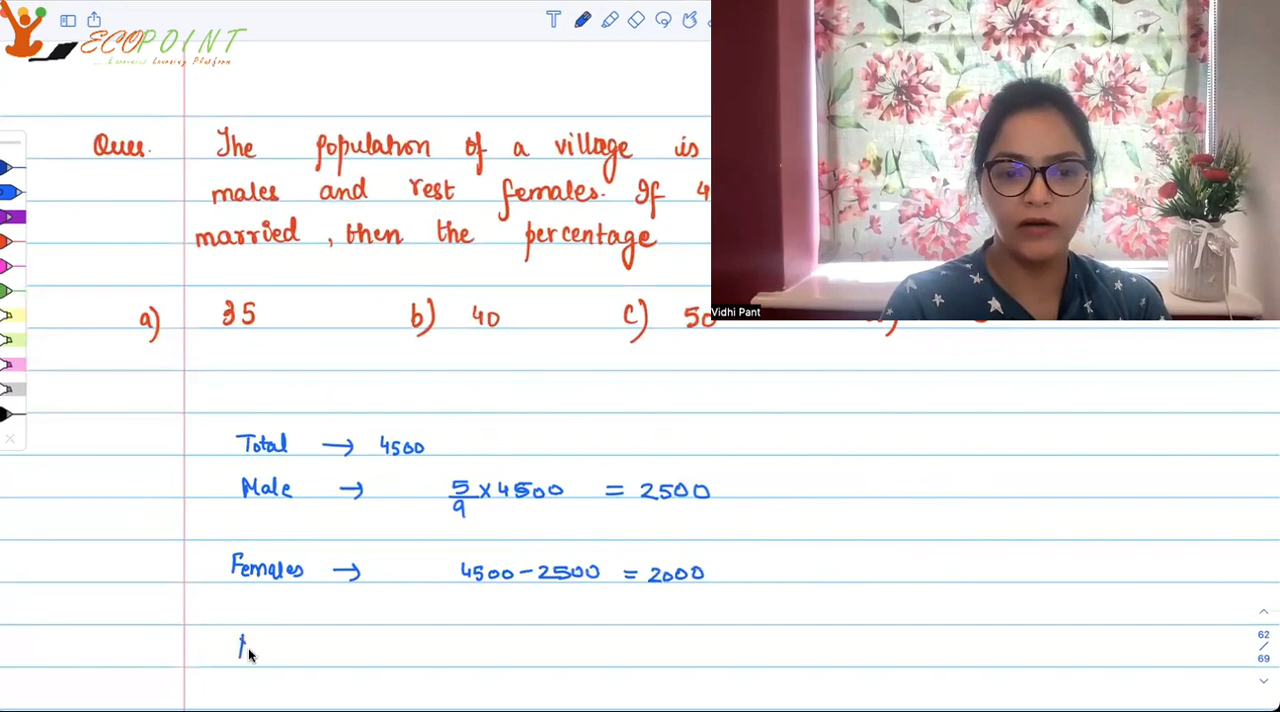 ECOPOINT
Ques. The population of a village is
males and rest females. If 4
married, then the percentage
a) 35 b) 40 c) 50
Vidhi Pant
Total → 4500
Male → 5/9 × 4500 = 2500
Females → 4500 - 2500 = 2000
62
/
69